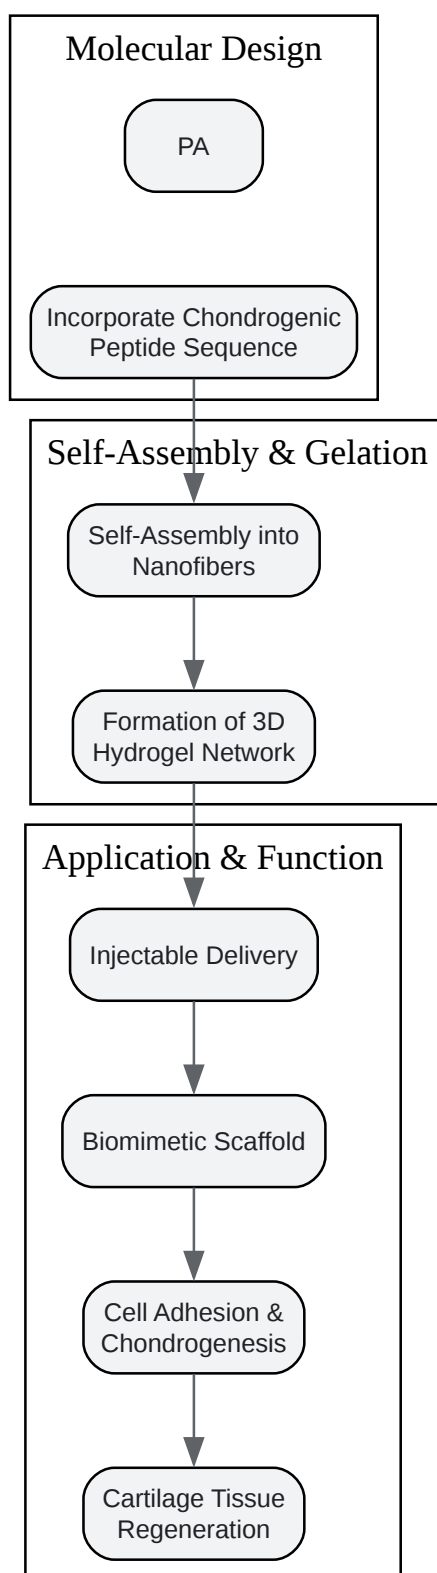 Molecular Design
PA
Incorporate Chondrogenic
Peptide Sequence
Self-Assembly & Gelation
Self-Assembly into
Nanofibers
Formation of 3D
Hydrogel Network
Application & Function
Injectable Delivery
Biomimetic Scaffold
Cell Adhesion &
Chondrogenesis
Cartilage Tissue
Regeneration